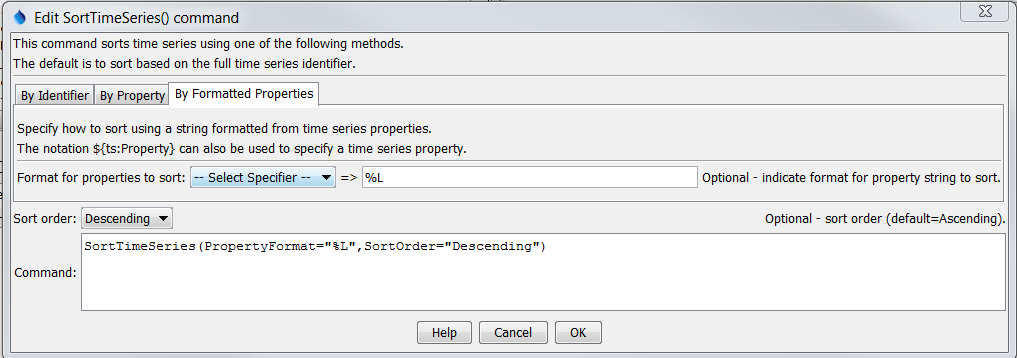 Edit SortTimeSeries() command
This command sorts time series using one of the following methods.
The default is to sort based on the full time series identifier.
By Identifier By Property By Formatted Properties
Specify how to sort using a string formatted from time series properties.
The notation ${ts:Property} can also be used to specify a time series property.
Format for properties to sort: -- Select Specifier -- => %L Optional - indicate format for property string to sort.
Sort order: Descending Optional - sort order (default=Ascending).
SortTimeSeries(PropertyFormat="%L",SortOrder="Descending")
Command:
Help Cancel OK